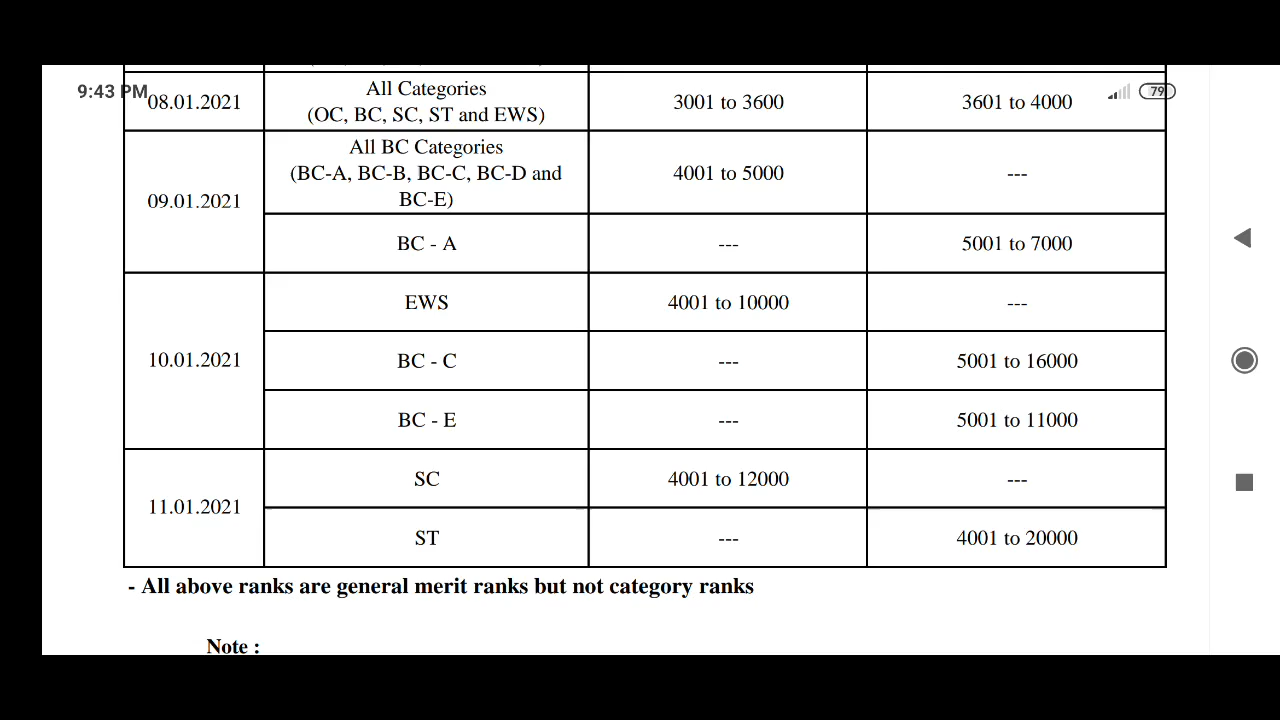 9:43 PM
79
08.01.2021
All Categories
(OC, BC, SC, ST and EWS)
3001 to 3600
3601 to 4000
09.01.2021
All BC Categories
(BC-A, BC-B, BC-C, BC-D and
BC-E)
4001 to 5000
---
BC - A
---
5001 to 7000
10.01.2021
EWS
4001 to 10000
---
BC - C
---
5001 to 16000
BC - E
---
5001 to 11000
11.01.2021
SC
4001 to 12000
---
ST
---
4001 to 20000
- All above ranks are general merit ranks but not category ranks
Note :